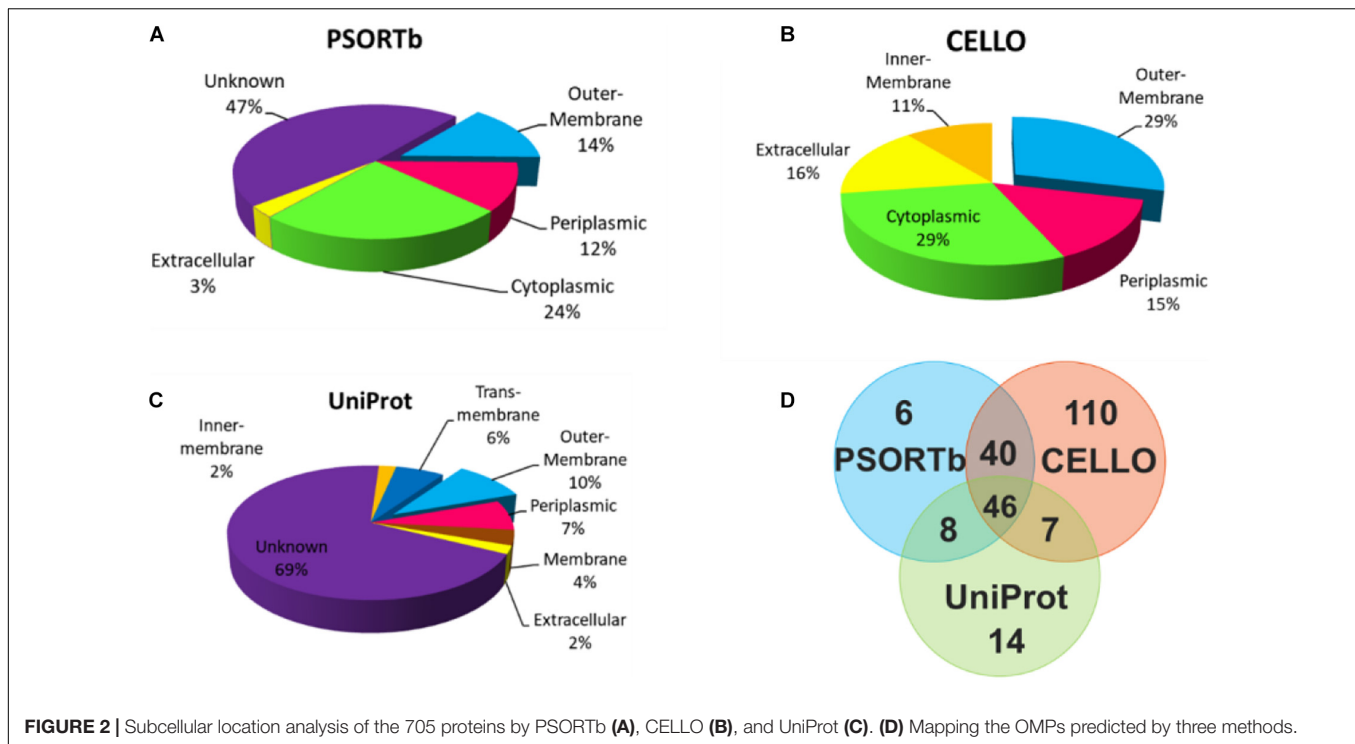 A
PSORTb
Unknown
47%
Outer-
Membrane
14%
Periplasmic
12%
Extracellular
3%
Cytoplasmic
24%
B
CELLO
Inner-
Membrane
11%
Outer-
Membrane
29%
Extracellular
16%
Cytoplasmic
29%
Periplasmic
15%
C
UniProt
Inner-
membrane
2%
Trans-
membrane
6%
Outer-
Membrane
10%
Periplasmic
7%
Unknown
69%
Membrane
4%
Extracellular
2%
D
6
110
PSORTb
40
CELLO
46
8
7
UniProt
14
FIGURE 2 | Subcellular location analysis of the 705 proteins by PSORTb (A), CELLO (B), and UniProt (C). (D) Mapping the OMPs predicted by three methods.